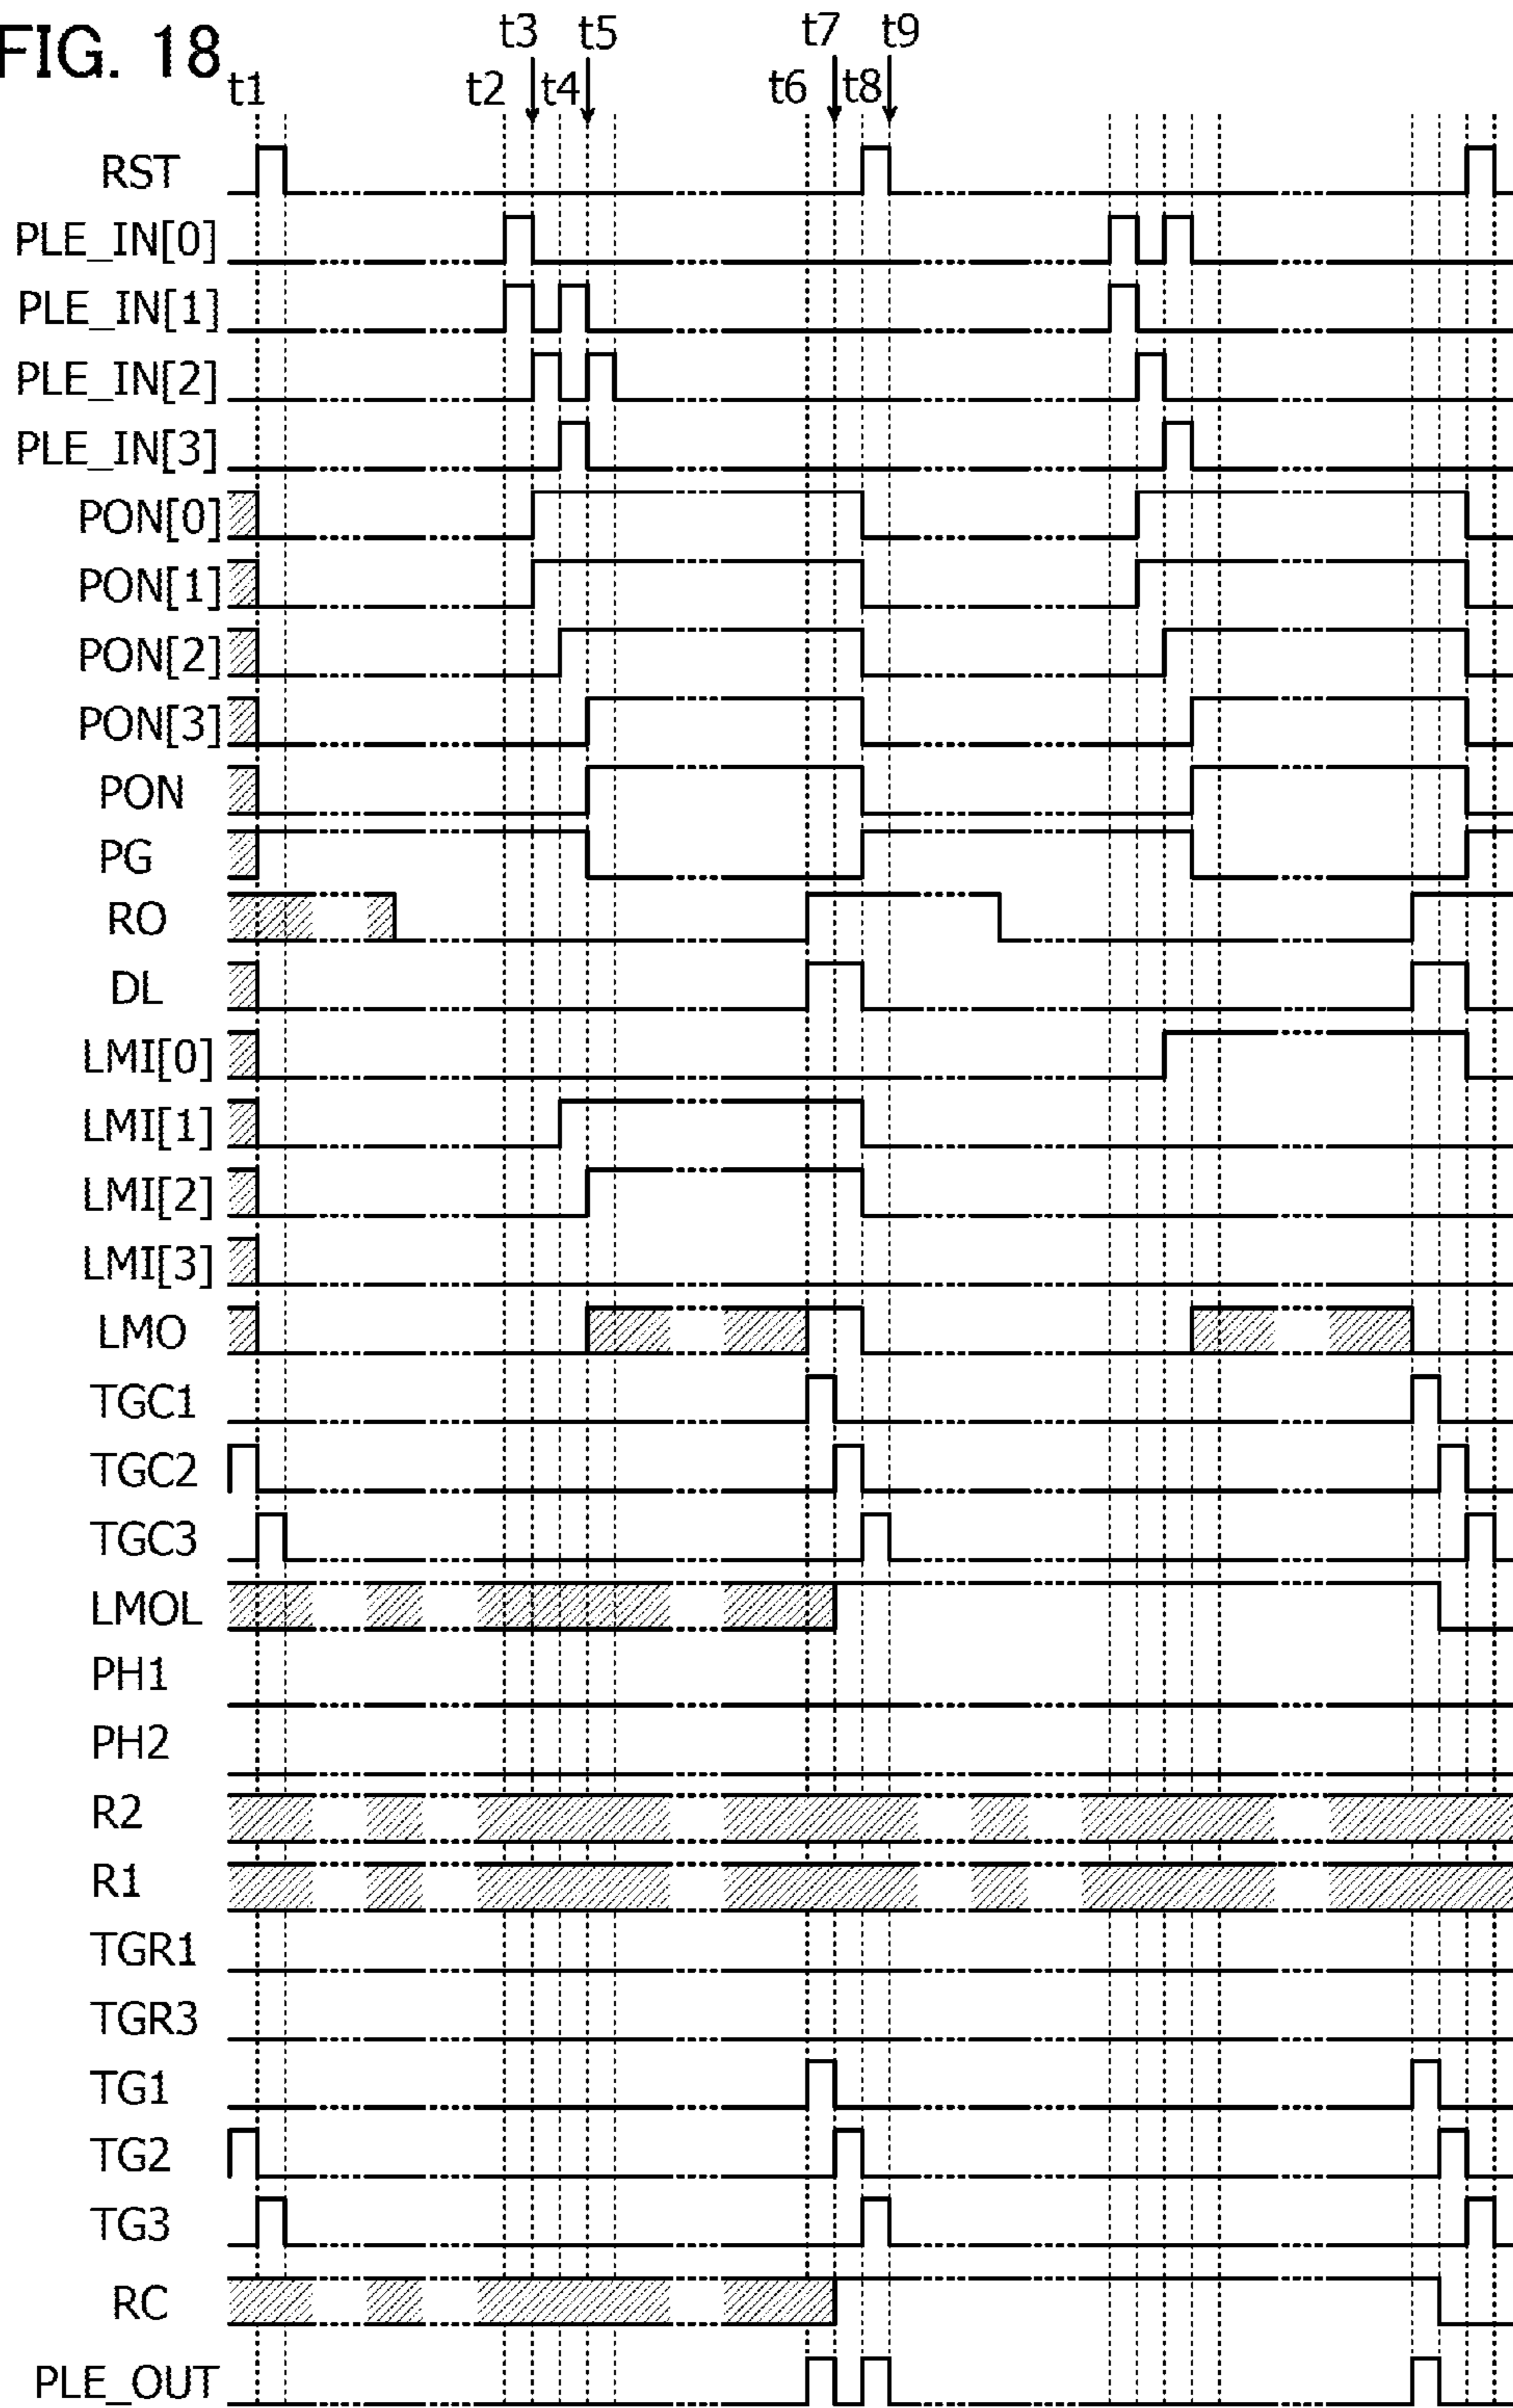 FIG. 18
t3 t5 t7 t9
t1 t2 t4 t6 t8
RST
PLE_IN[0]
PLE_IN[1]
PLE_IN[2]
PLE_IN[3]
PON[0]
PON[1]
PON[2]
PON[3]
PON
PG
RO
DL
LMI[0]
LMI[1]
LMI[2]
LMI[3]
LMO
TGC1
TGC2
TGC3
LMOL
PH1
PH2
R2
R1
TGR1
TGR3
TG1
TG2
TG3
RC
PLE_OUT